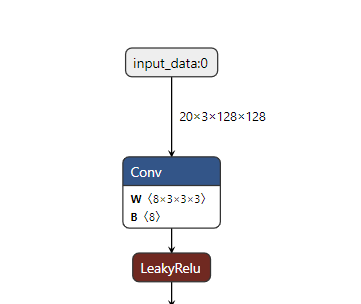 input_data:0
20×3×128×128
Conv
W 〈8×3×3×3〉
B 〈8〉
LeakyRelu